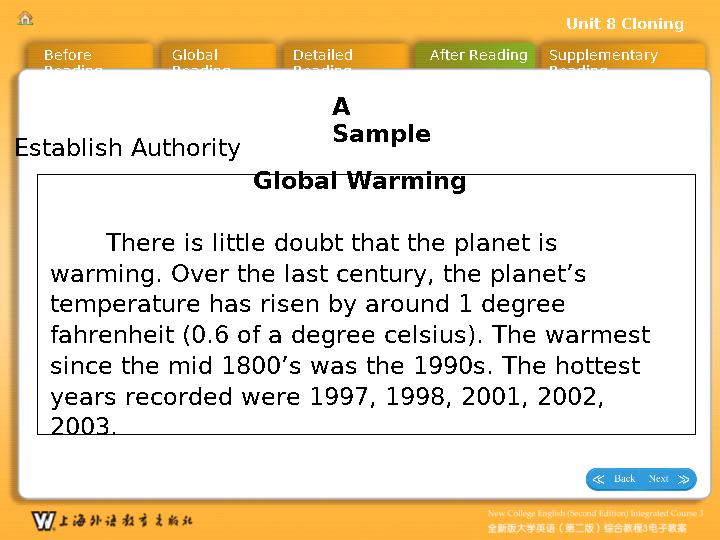 Unit 8 Cloning
Before Reading
Global Reading
Detailed Reading
After Reading
Supplementary Reading
A
Sample
Establish Authority
Global Warming
There is little doubt that the planet is
warming. Over the last century, the planet’s
temperature has risen by around 1 degree
fahrenheit (0.6 of a degree celsius). The warmest
since the mid 1800’s was the 1990s. The hottest
years recorded were 1997, 1998, 2001, 2002,
2003.
Back Next
New College English (Second Edition) Integrated Course 3
全新版大学英语（第二版）综合教程3电子教案
W 上海外语教育出版社